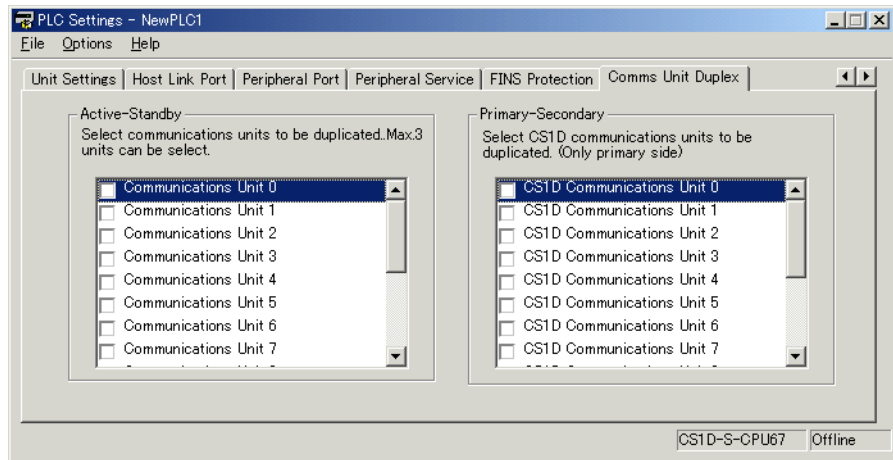 PLC Settings - NewPLC1
File Options Help
Unit Settings Host Link Port Peripheral Port Peripheral Service FINS Protection Comms Unit Duplex
Active-Standby
Select communications units to be duplicated..Max.3
units can be select.
Communications Unit 0
Communications Unit 1
Communications Unit 2
Communications Unit 3
Communications Unit 4
Communications Unit 5
Communications Unit 6
Communications Unit 7
Primary-Secondary
Select CS1D communications units to be
duplicated. (Only primary side)
CS1D Communications Unit 0
CS1D Communications Unit 1
CS1D Communications Unit 2
CS1D Communications Unit 3
CS1D Communications Unit 4
CS1D Communications Unit 5
CS1D Communications Unit 6
CS1D Communications Unit 7
CS1D-S-CPU67 Offline